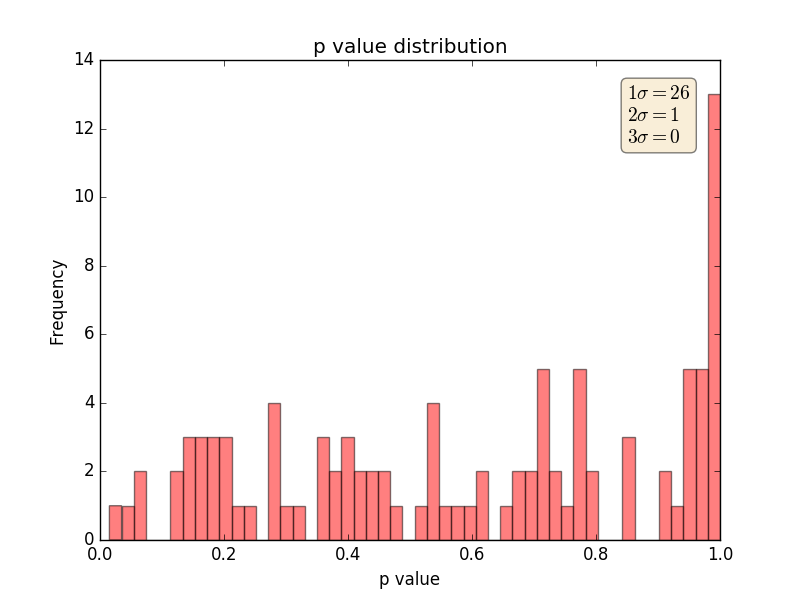 p value distribution
14
12
10
8
6
4
2
0
Frequency
1σ = 26
2σ = 1
3σ = 0
0.0 0.2 0.4 0.6 0.8 1.0
p value